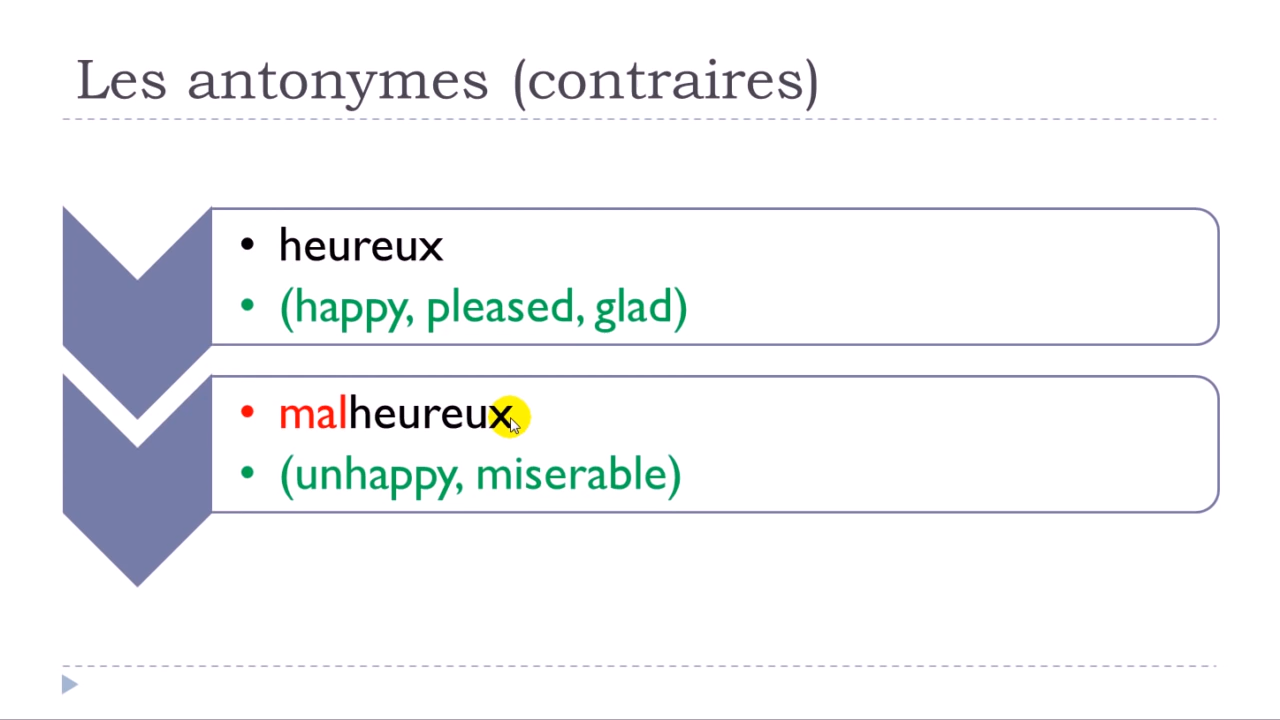 Les antonymes (contraires)
• heureux
• (happy, pleased, glad)
• malheureux
• (unhappy, miserable)